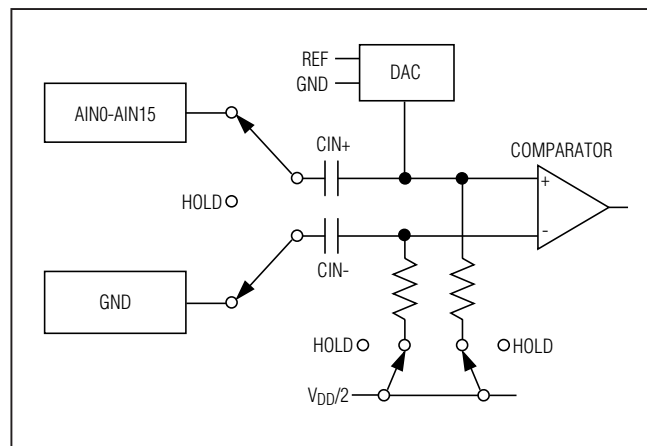 REF
GND
DAC
AIN0-AIN15
CIN+
COMPARATOR
+
HOLD
-
CIN-
GND
HOLD
HOLD
VDD/2